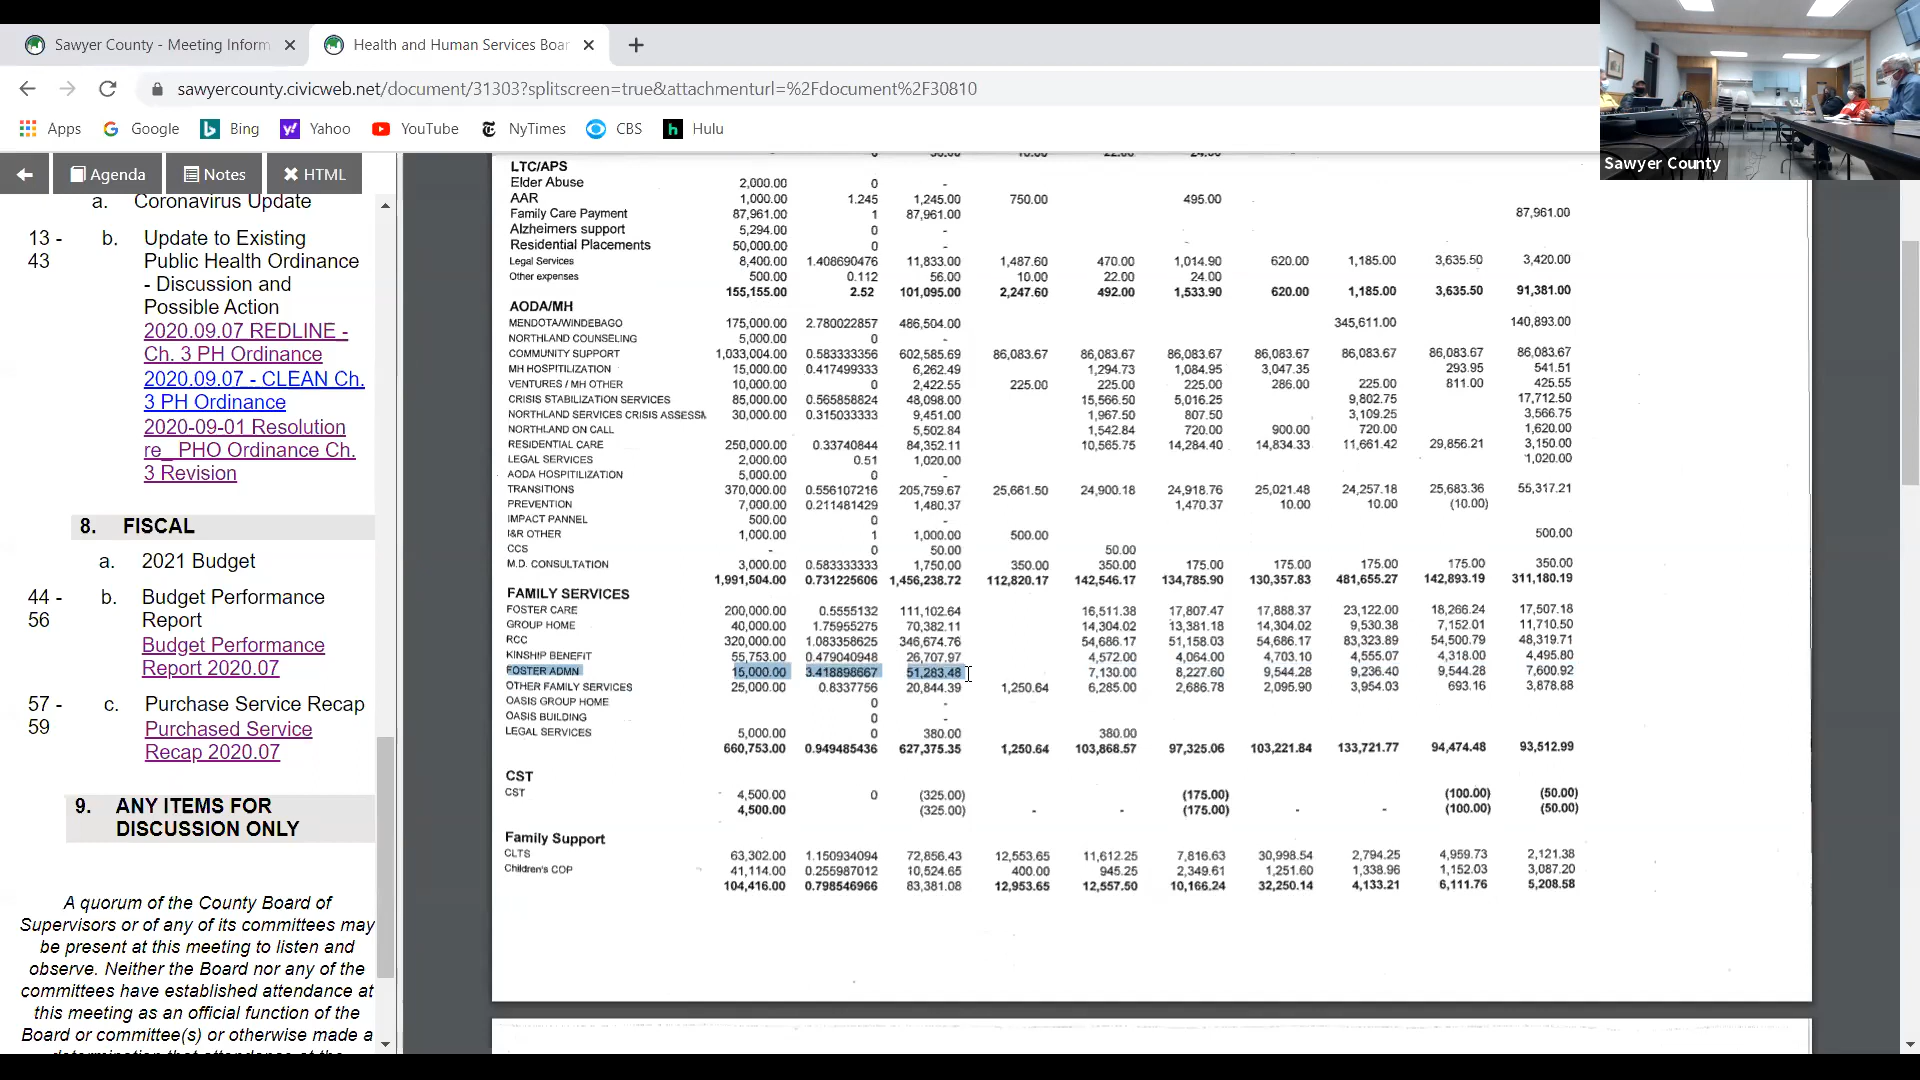 Sawyer County - Meeting Inform
Health and Human Services Boar
sawyercounty.civicweb.net/document/31303?splitscreen=true&attachmenturl=%2Fdocument%2F30810
Apps Google Bing Yahoo YouTube NyTimes CBS Hulu
Sawyer County
Agenda Notes HTML
a. Coronavirus Update
13 - 43 b. Update to Existing
Public Health Ordinance
- Discussion and
Possible Action
2020.09.07 REDLINE -
Ch. 3 PH Ordinance
2020.09.07 - CLEAN Ch.
3 PH Ordinance
2020-09-01 Resolution
re_ PHO Ordinance Ch.
3 Revision
8. FISCAL
a. 2021 Budget
44 - 56 b. Budget Performance
Report
Budget Performance
Report 2020.07
57 - 59 c. Purchase Service Recap
Purchased Service
Recap 2020.07
9. ANY ITEMS FOR
DISCUSSION ONLY
A quorum of the County Board of
Supervisors or of any of its committees may
be present at this meeting to listen and
observe. Neither the Board nor any of the
committees have established attendance at
this meeting as an official function of the
Board or committee(s) or otherwise made a
LTC/APS
Elder Abuse 2,000.00 0 -
AAR 1,000.00 1.245 1,245.00 750.00 495.00
Family Care Payment 87,961.00 1 87,961.00 87,961.00
Alzheimers support 5,294.00 0 -
Residential Placements 50,000.00 0 -
Legal Services 8,400.00 1.408690476 11,833.00 1,487.60 470.00 1,014.90 620.00 1,185.00 3,635.50 3,420.00
Other expenses 500.00 0.112 56.00 10.00 22.00 24.00
155,155.00 2.52 101,095.00 2,247.60 492.00 1,533.90 620.00 1,185.00 3,635.50 91,381.00
AODA/MH
MENDOTA/WINDEBAGO 175,000.00 2.780022857 486,504.00 345,611.00 140,893.00
NORTHLAND COUNSELING 5,000.00 0 -
COMMUNITY SUPPORT 1,033,004.00 0.583333356 602,585.69 86,083.67 86,083.67 86,083.67 86,083.67 86,083.67 86,083.67 86,083.67
MH HOSPITILIZATION 15,000.00 0.417499333 6,262.49 1,294.73 1,084.95 3,047.35 293.95 541.51
VENTURES / MH OTHER 10,000.00 0 2,422.55 225.00 225.00 225.00 286.00 225.00 811.00 425.55
CRISIS STABILIZATION SERVICES 85,000.00 0.565858824 48,098.00 15,566.50 5,016.25 9,802.75 17,712.50
NORTHLAND SERVICES CRISIS ASSESSM 30,000.00 0.315033333 9,451.00 1,967.50 807.50 3,109.25 3,566.75
NORTHLAND ON CALL 5,502.84 1,542.84 720.00 900.00 720.00 1,620.00
RESIDENTIAL CARE 250,000.00 0.33740844 84,352.11 10,565.75 14,284.40 14,834.33 11,661.42 29,856.21 3,150.00
LEGAL SERVICES 2,000.00 0.51 1,020.00 1,020.00
AODA HOSPITILIZATION 5,000.00 0 -
TRANSITIONS 370,000.00 0.556107216 205,759.67 25,661.50 24,900.18 24,918.76 25,021.48 24,257.18 25,683.36 55,317.21
PREVENTION 7,000.00 0.211481429 1,480.37 1,470.37 10.00 10.00 (10.00)
IMPACT PANNEL 500.00 0 -
I&R OTHER 1,000.00 1 1,000.00 500.00 500.00
CCS - 0 50.00 50.00
M.D. CONSULTATION 3,000.00 0.583333333 1,750.00 350.00 350.00 175.00 175.00 175.00 175.00 350.00
1,991,504.00 0.731225606 1,456,238.72 112,820.17 142,546.17 134,785.90 130,357.83 481,655.27 142,893.19 311,180.19
FAMILY SERVICES
FOSTER CARE 200,000.00 0.5555132 111,102.64 16,511.38 17,807.47 17,888.37 23,122.00 18,266.24 17,507.18
GROUP HOME 40,000.00 1.75955275 70,382.11 14,304.02 13,381.18 14,304.02 9,530.38 7,152.01 11,710.50
RCC 320,000.00 1.083358625 346,674.76 54,686.17 51,158.03 54,686.17 83,323.89 54,500.79 48,319.71
KINSHIP BENEFIT 55,753.00 0.479040948 26,707.97 4,572.00 4,064.00 4,703.10 4,555.07 4,318.00 4,495.80
FOSTER ADMN 15,000.00 3.418898667 51,283.48 7,130.00 8,227.60 9,544.28 9,236.40 9,544.28 7,600.92
OTHER FAMILY SERVICES 25,000.00 0.8337756 20,844.39 1,250.64 6,285.00 2,686.78 2,095.90 3,954.03 693.16 3,878.88
OASIS GROUP HOME 0 -
OASIS BUILDING 0 -
LEGAL SERVICES 5,000.00 0 380.00 380.00
660,753.00 0.949485436 627,375.35 1,250.64 103,868.57 97,325.06 103,221.84 133,721.77 94,474.48 93,512.99
CST
CST 4,500.00 0 (325.00) (175.00) (100.00) (50.00)
4,500.00 (325.00) - - (175.00) - - (100.00) (50.00)
Family Support
CLTS 63,302.00 1.150934094 72,856.43 12,553.65 11,612.25 7,816.63 30,998.54 2,794.25 4,959.73 2,121.38
Children's COP 41,114.00 0.255987012 10,524.65 400.00 945.25 2,349.61 1,251.60 1,338.96 1,152.03 3,087.20
104,416.00 0.798546966 83,381.08 12,953.65 12,557.50 10,166.24 32,250.14 4,133.21 6,111.76 5,208.58